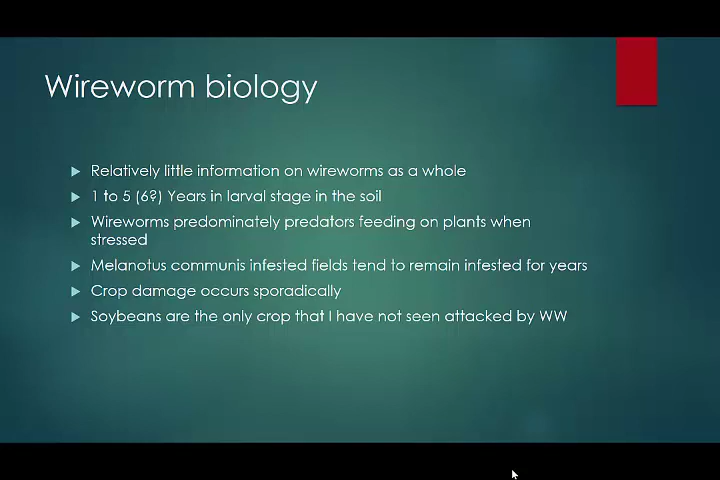 Wireworm biology
Relatively little information on wireworms as a whole
1 to 5 (6?) Years in larval stage in the soil
Wireworms predominately predators feeding on plants when
stressed
Melanotus communis infested fields tend to remain infested for years
Crop damage occurs sporadically
Soybeans are the only crop that I have not seen attacked by WW